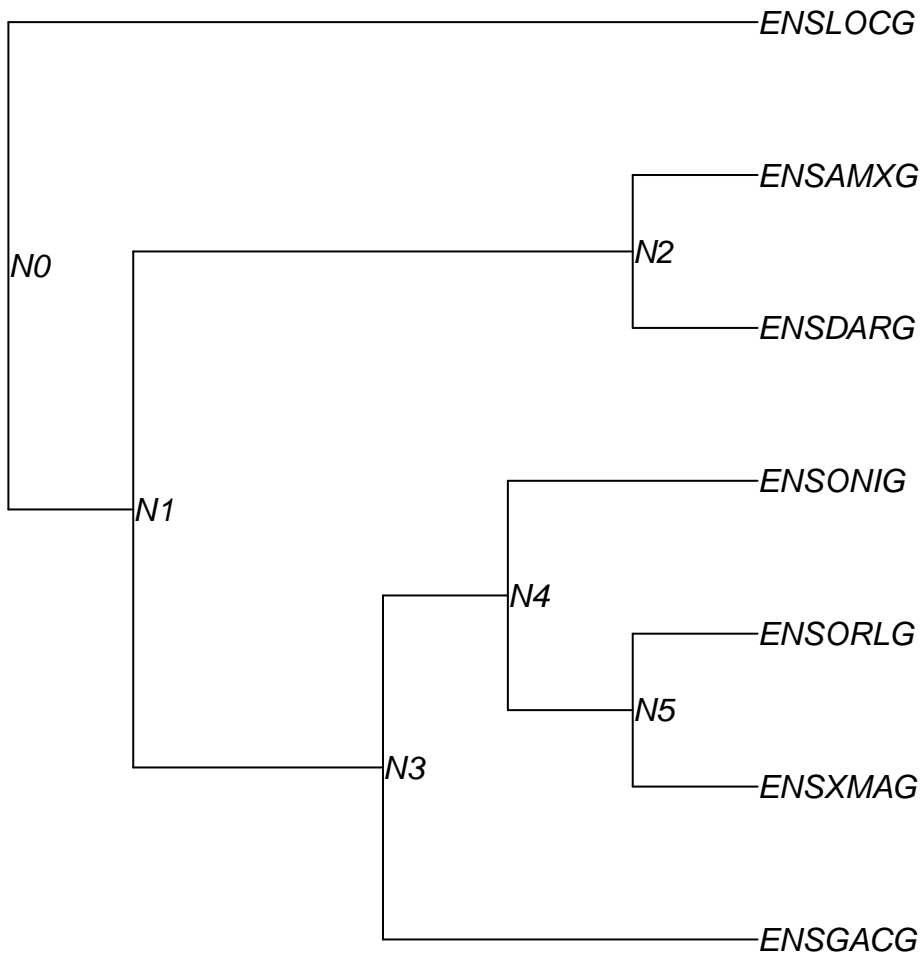 ENSLOCG
ENSAMXG
N0
N2
ENSDARG
ENSONIG
N1
N4
ENSORLG
N5
N3
ENSXMAG
ENSGACG